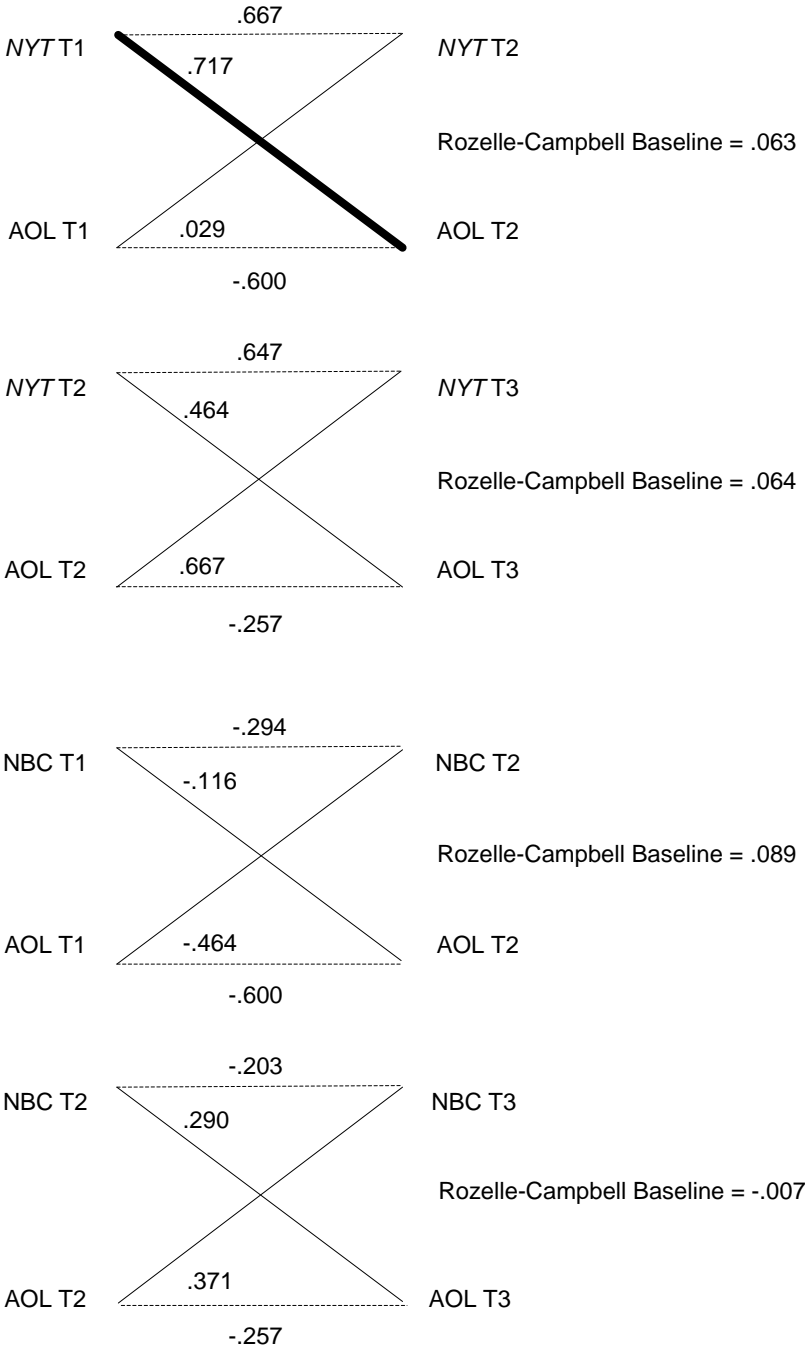 .667
NYT T1 NYT T2
.717
Rozelle-Campbell Baseline = .063
AOL T1 .029 AOL T2
-.600
.647
NYT T2 NYT T3
.464
Rozelle-Campbell Baseline = .064
AOL T2 .667 AOL T3
-.257
-.294
NBC T1 NBC T2
-.116
Rozelle-Campbell Baseline = .089
AOL T1 -.464 AOL T2
-.600
-.203
NBC T2 NBC T3
.290
Rozelle-Campbell Baseline = -.007
.371
AOL T2 AOL T3
-.257